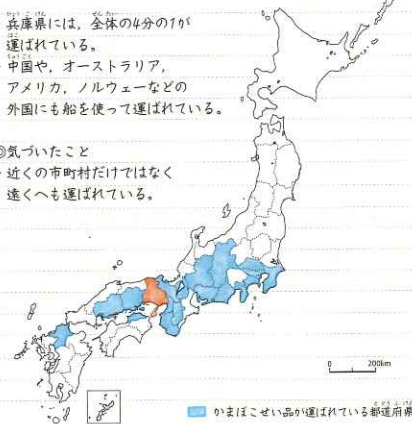 兵庫県には，全体の4分の1が
運ばれている。
中国や，オーストラリア，
アメリカ，ノルウェーなどの
外国にも船を使って運ばれている。
◎気づいたこと
近くの市町村だけではなく
遠くへも運ばれている。
0 200km
かまぼこせい品が運ばれている都道府県